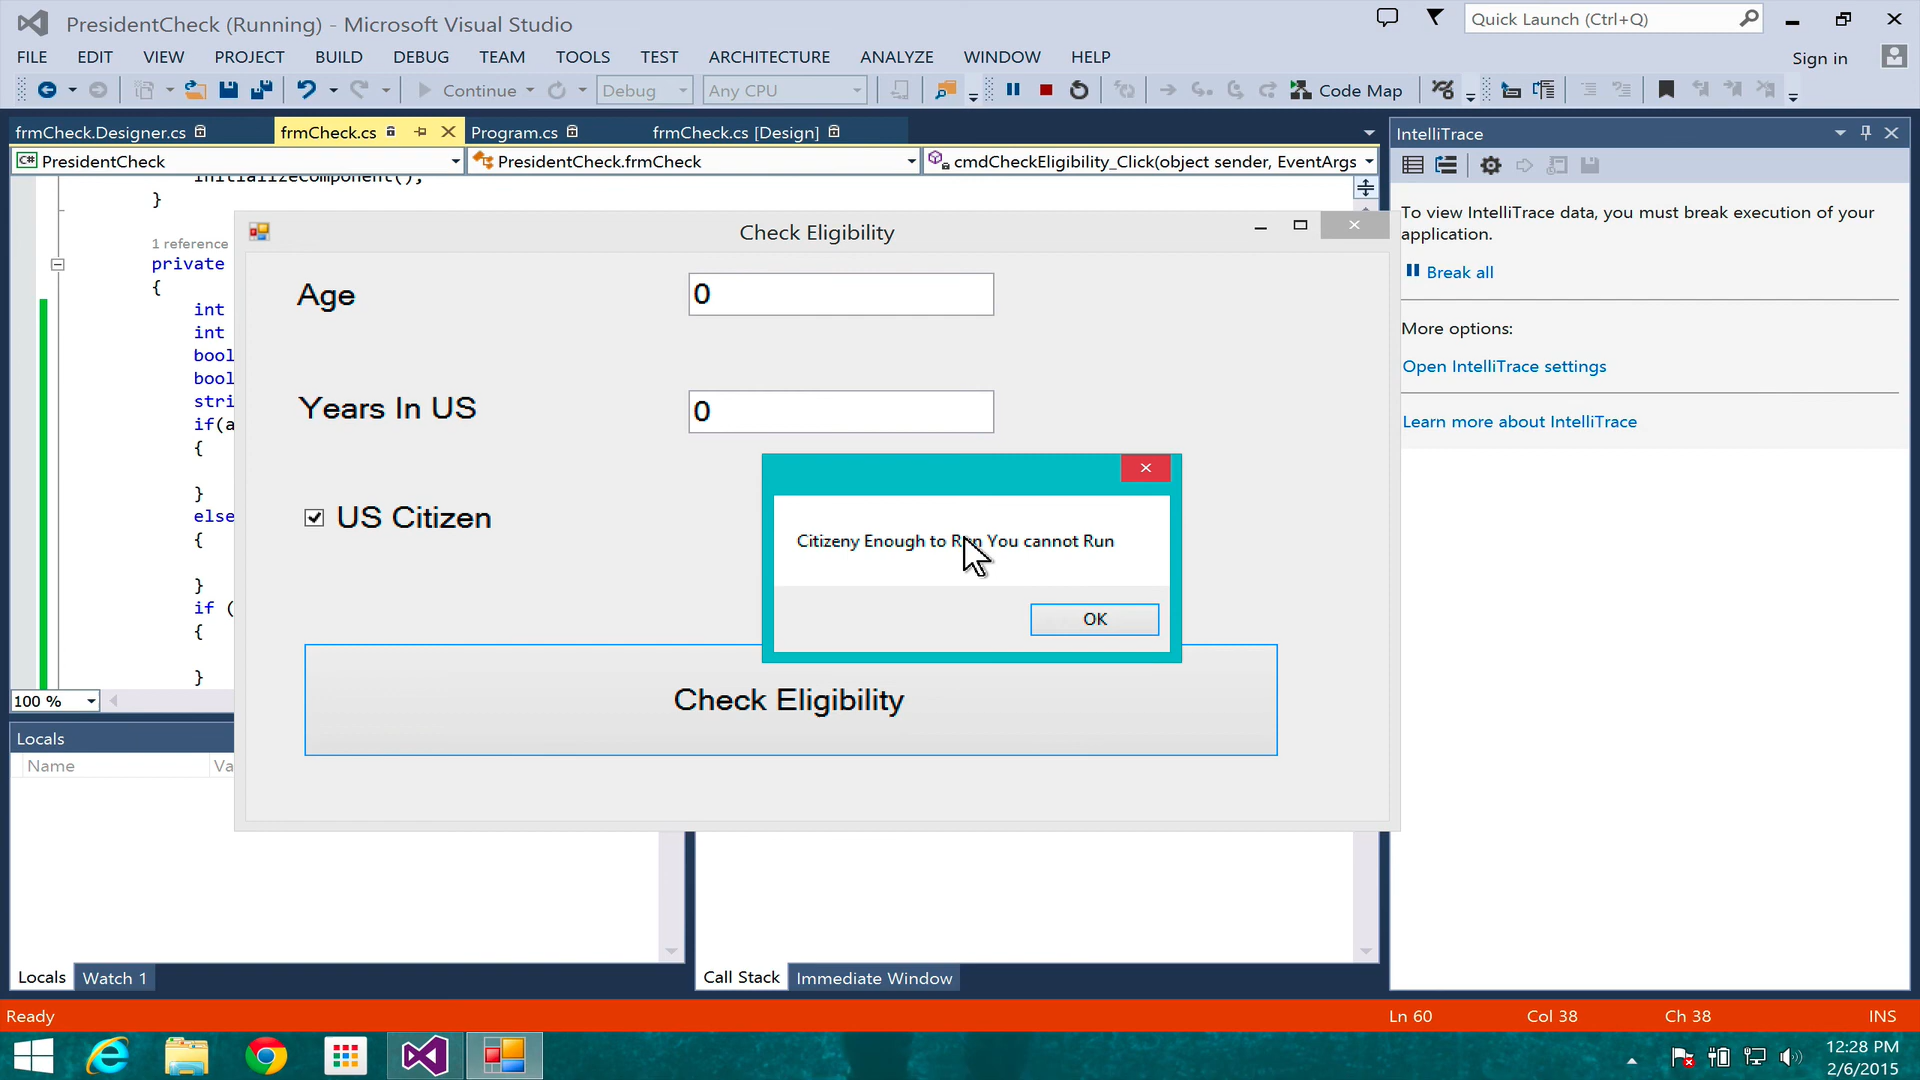 PresidentCheck (Running) - Microsoft Visual Studio
Quick Launch (Ctrl+Q)
FILE EDIT VIEW PROJECT BUILD DEBUG TEAM TOOLS TEST ARCHITECTURE ANALYZE WINDOW HELP
Sign in
Continue Debug Any CPU Code Map
frmCheck.Designer.cs frmCheck.cs Program.cs frmCheck.cs [Design]
C# PresidentCheck PresidentCheck.frmCheck cmdCheckEligibility_Click(object sender, EventArgs
InitializeComponent();
}
1 reference
private
{
int
int
bool
bool
stri
if(a
{
}
else
{
}
if (
{
}
100 %
Check Eligibility
Age 0
Years In US 0
US Citizen
Citizeny Enough to Run You cannot Run
OK
Check Eligibility
IntelliTrace
To view IntelliTrace data, you must break execution of your
application.
Break all
More options:
Open IntelliTrace settings
Learn more about IntelliTrace
Locals
Name Va
Locals Watch 1
Call Stack Immediate Window
Ready Ln 60 Col 38 Ch 38 INS
12:28 PM
2/6/2015